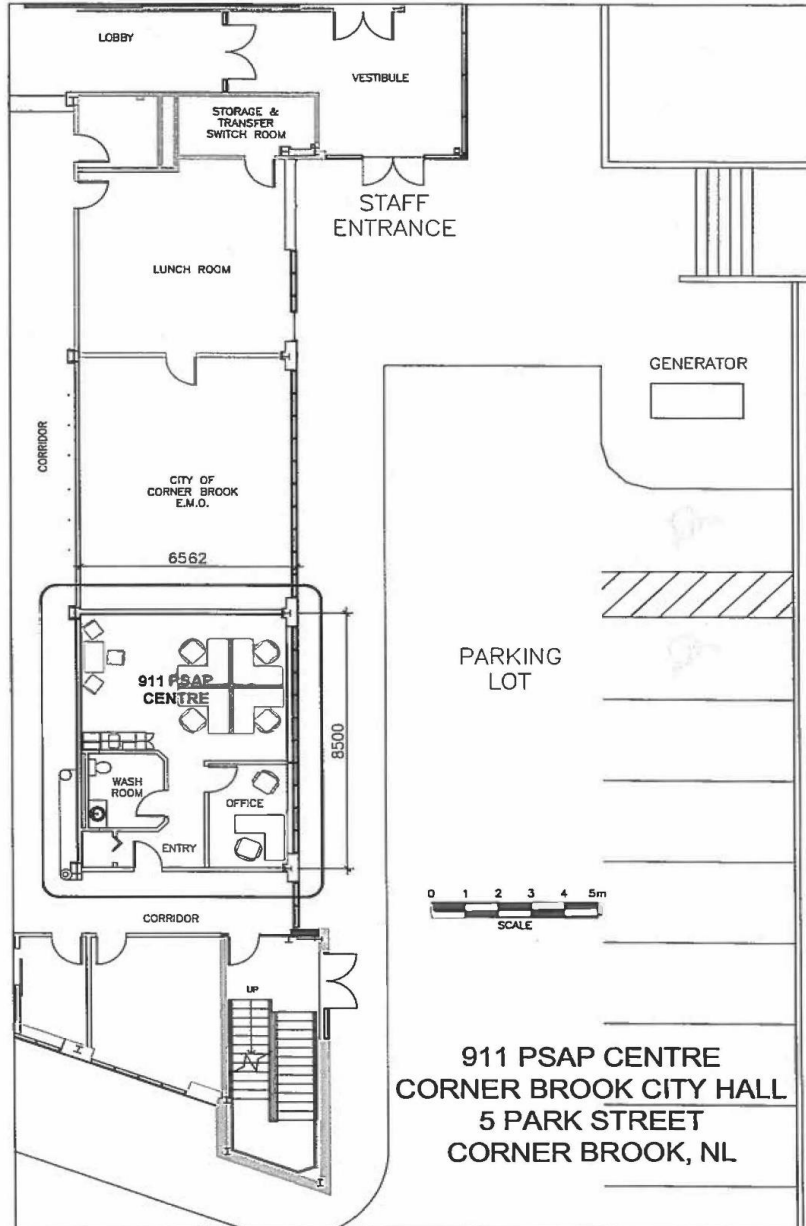 LOBBY
VESTIBULE
STORAGE &
TRANSFER
SWITCH ROOM
STAFF
ENTRANCE
LUNCH ROOM
GENERATOR
CORRIDOR
CITY OF
CORNER BROOK
E.M.O.
6562
911 PSAP
CENTRE
PARKING
LOT
8500
WASH
ROOM
OFFICE
ENTRY
0 1 2 3 4 5m
SCALE
CORRIDOR
UP
911 PSAP CENTRE
CORNER BROOK CITY HALL
5 PARK STREET
CORNER BROOK, NL